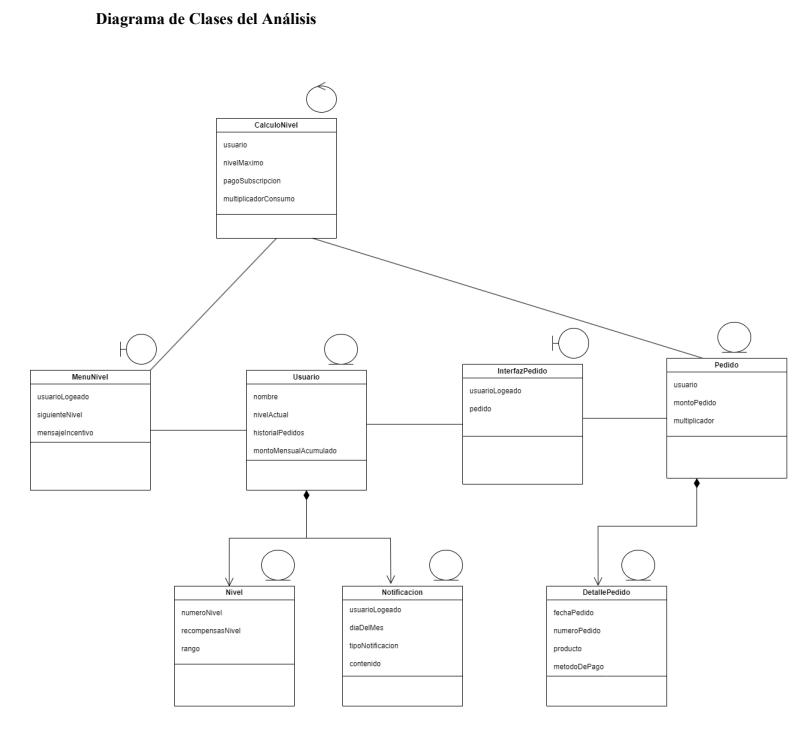 Diagrama de Clases del Análisis
CalculoNivel
usuario
nivelMaximo
pagoSubscripcion
multiplicadorConsumo
MenuNivel
usuarioLogeado
siguienteNivel
mensajeIncentivo
Usuario
nombre
nivelActual
historialPedidos
montoMensualAcumulado
InterfazPedido
usuarioLogeado
pedido
Pedido
usuario
montoPedido
multiplicador
Nivel
numeroNivel
recompensasNivel
rango
Notificacion
usuarioLogeado
diaDelMes
tipoNotificacion
contenido
DetallePedido
fechaPedido
numeroPedido
producto
metodoDePago